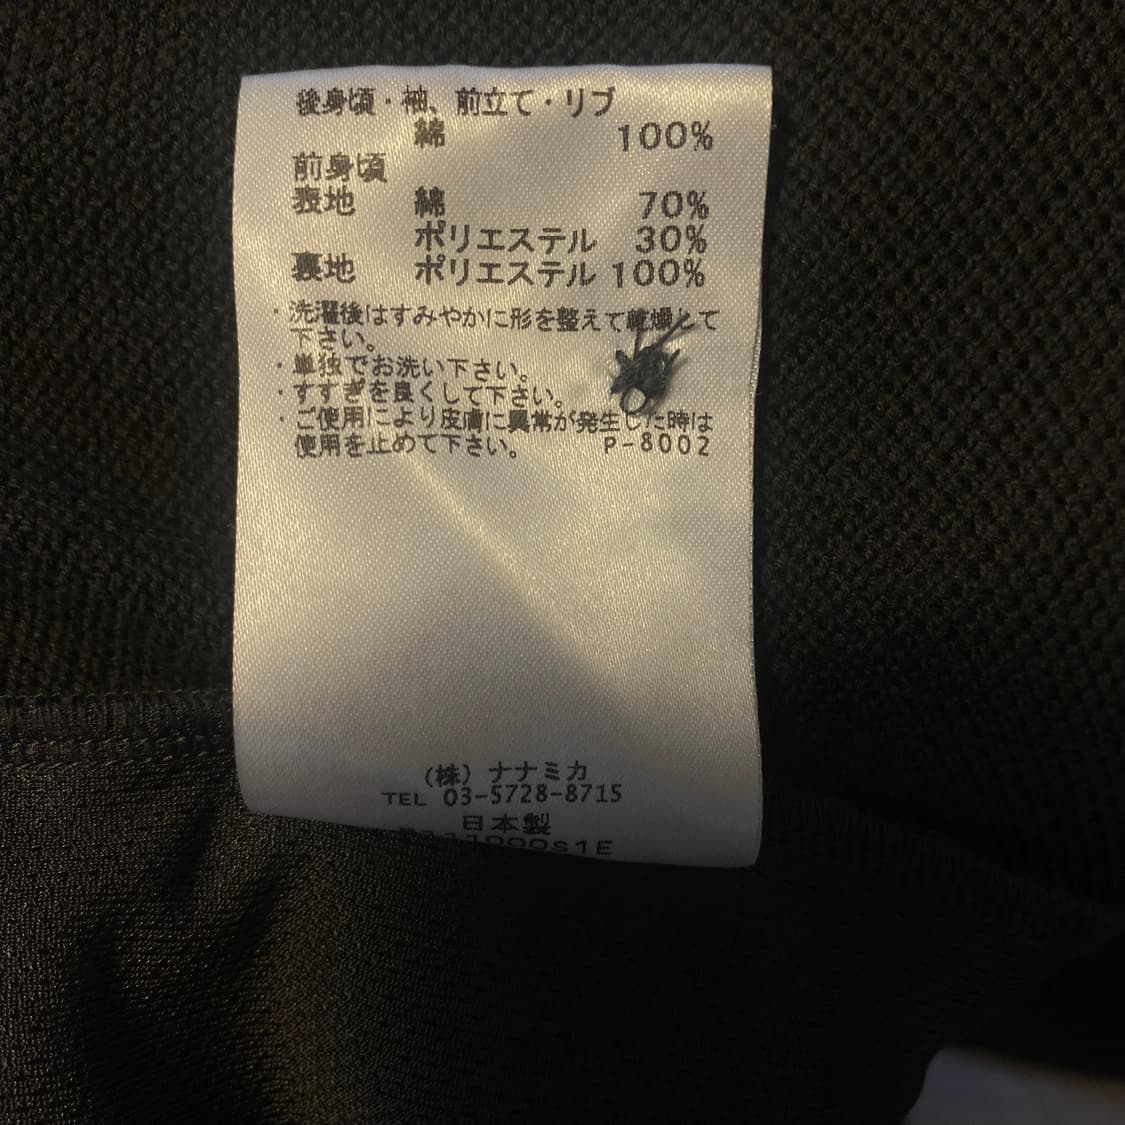 後身頃・袖、前立て・リブ
綿 100%
前身頃
表地 綿 70%
ポリエステル 30%
裏地 ポリエステル 100%
・洗濯後はすみやかに形を整えて乾燥して
下さい。
・単独でお洗い下さい。
・すすぎを良くして下さい。
・ご使用により皮膚に異常が発生した時は
使用を止めて下さい。 P-8002
(株) ナナミカ
TEL 03-5728-8715
日本製